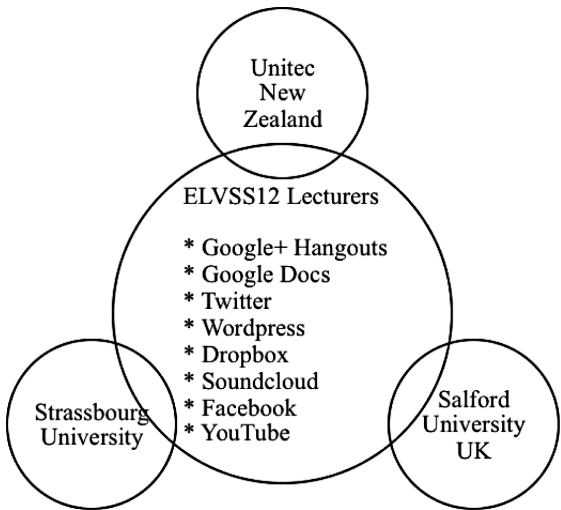 Unitec
New
Zealand
ELVSS12 Lecturers
* Google+ Hangouts
* Google Docs
* Twitter
* Wordpress
* Dropbox
* Soundcloud
* Facebook
* YouTube
Strassbourg
University
Salford
University
UK